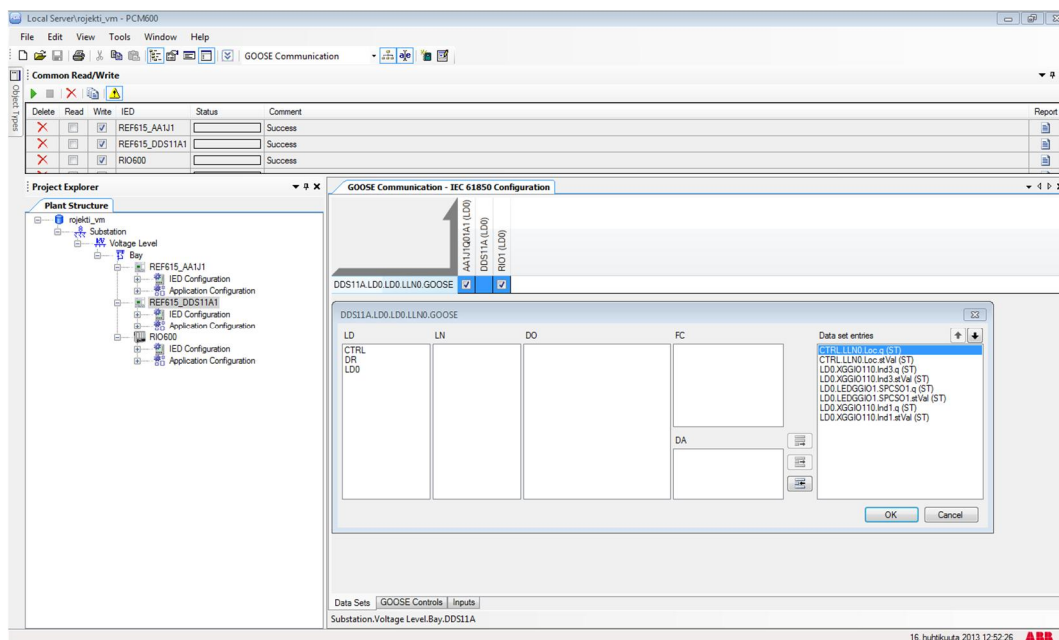 Local Server\rojekti_vm - PCM600
File Edit View Tools Window Help
GOOSE Communication
Object Types
Common Read/Write
Delete Read Write IED Status Comment Report
REF615_AA1J1 Success
REF615_DDS11A1 Success
RIO600 Success
Project Explorer
Plant Structure
rojekti_vm
Substation
Voltage Level
Bay
REF615_AA1J1
IED Configuration
Application Configuration
REF615_DDS11A1
IED Configuration
Application Configuration
RIO600
IED Configuration
Application Configuration
GOOSE Communication - IEC 61850 Configuration
AA1J1Q01A1 (LD0)
DDS11A (LD0)
RIO1 (LD0)
DDS11A.LD0.LD0.LLN0.GOOSE
DDS11A.LD0.LD0.LLN0.GOOSE
LD LN DO FC Data set entries
CTRL
DR
LD0
DA
CTRL.LLN0.Loc.q (ST)
CTRL.LLN0.Loc.stVal (ST)
LD0.XGGIO110.Ind3.q (ST)
LD0.XGGIO110.Ind3.stVal (ST)
LD0.LEDGGIO1.SPCSO1.q (ST)
LD0.LEDGGIO1.SPCSO1.stVal (ST)
LD0.XGGIO110.Ind1.q (ST)
LD0.XGGIO110.Ind1.stVal (ST)
OK Cancel
Data Sets GOOSE Controls Inputs
Substation.Voltage Level.Bay.DDS11A
16. huhtikuuta 2013 12:52:26 ABB